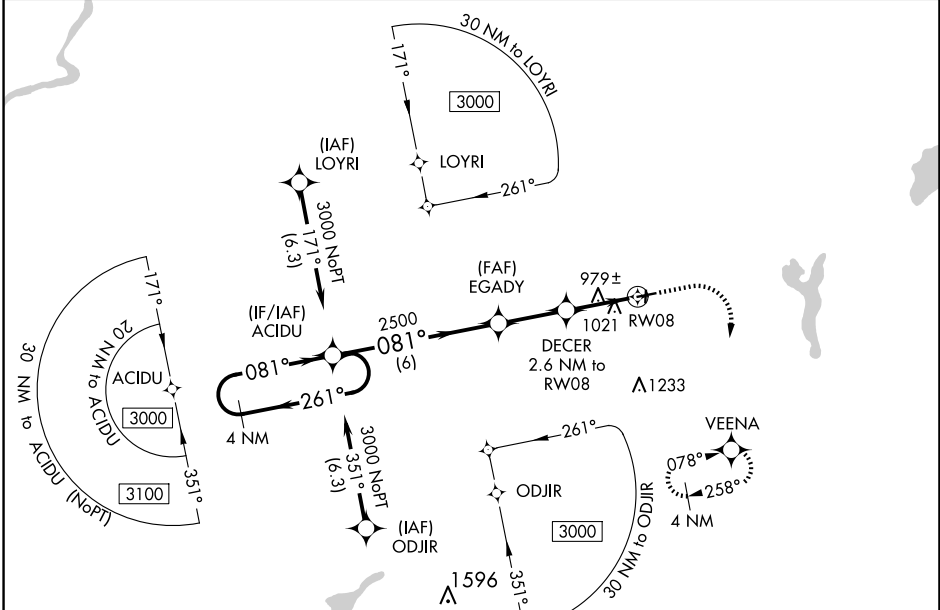 30 NM to LOYRI
171°
3000
LOYRI
261°
(IAF)
LOYRI
3000 NoPT
171°
(6.3)
(FAF)
EGADY
979±
1021
RW08
(IF/IAF)
ACIDU
2500
081°
(6)
DECER
2.6 NM to
RW08
1233
081°
261°
4 NM
171°
20 NM to ACIDU
ACIDU
3000
30 NM to ACIDU (NoPT)
3100
351°
3000 NoPT
351°
(6.3)
(IAF)
ODJIR
261°
ODJIR
3000
30 NM to ODJIR
351°
1596
VEENA
078°
258°
4 NM